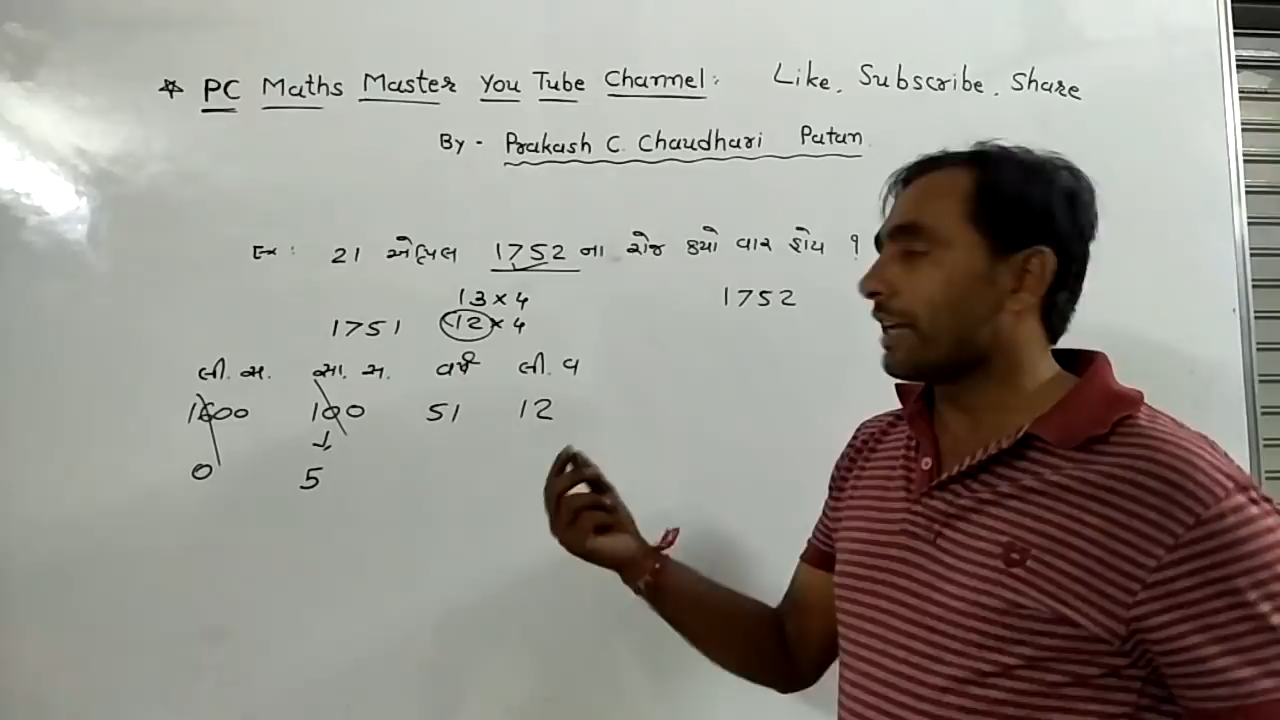 * PC Maths Master You Tube Channel: Like, Subscribe, Share
By - Prakash C. Chaudhari Patan
Ex: 21 એપ્રિલ 1752 ના રોજ કયો વાર હોય ?
13 × 4 1752
1751 12 × 4
લી. સ. સા. સ. વર્ષ લી. વ
1600 100 51 12
↓
0 5